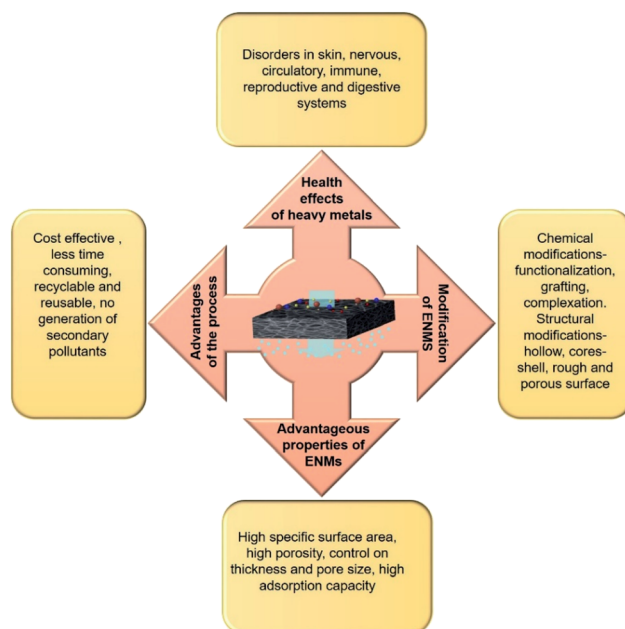 Disorders in skin, nervous,
circulatory, immune,
reproductive and digestive
systems
Health
effects
of heavy metals
Cost effective ,
less time
consuming,
recyclable and
reusable, no
generation of
secondary
pollutants
Advantages
of the process
Modification
of ENMS
Chemical
modifications-
functionalization,
grafting,
complexation.
Structural
modifications-
hollow, cores-
shell, rough and
porous surface
Advantageous
properties of
ENMs
High specific surface area,
high porosity, control on
thickness and pore size, high
adsorption capacity